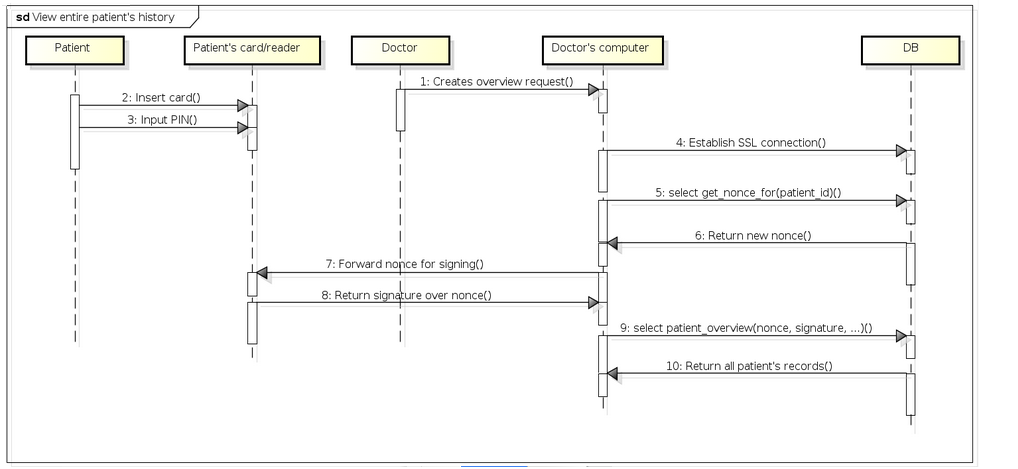 sd View entire patient's history
Patient
Patient's card/reader
Doctor
Doctor's computer
DB
1: Creates overview request()
2: Insert card()
3: Input PIN()
4: Establish SSL connection()
5: select get_nonce_for(patient_id)()
6: Return new nonce()
7: Forward nonce for signing()
8: Return signature over nonce()
9: select patient_overview(nonce, signature, ...)()
10: Return all patient's records()